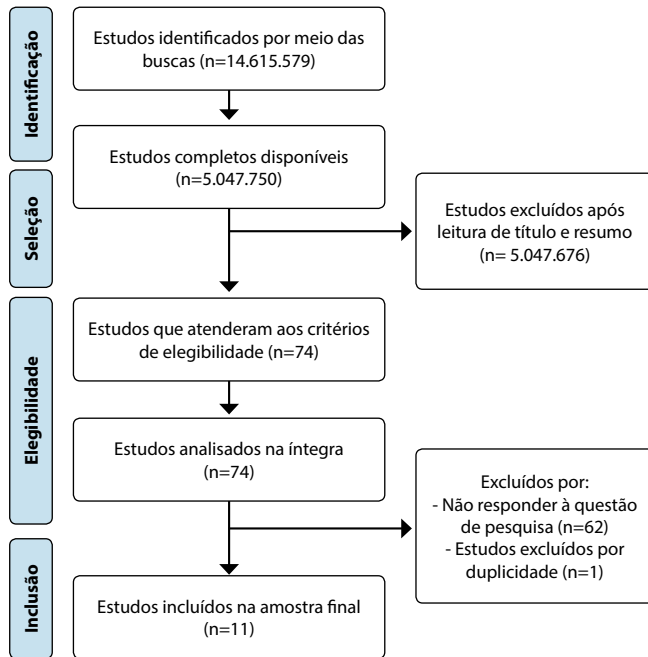 Identificação
Estudos identificados por meio das
buscas (n=14.615.579)
Estudos completos disponíveis
(n=5.047.750)
Seleção
Estudos excluídos após
leitura de título e resumo
(n= 5.047.676)
Elegibilidade
Estudos que atenderam aos critérios
de elegibilidade (n=74)
Estudos analisados na íntegra
(n=74)
Excluídos por:
- Não responder à questão
de pesquisa (n=62)
- Estudos excluídos por
duplicidade (n=1)
Inclusão
Estudos incluídos na amostra final
(n=11)